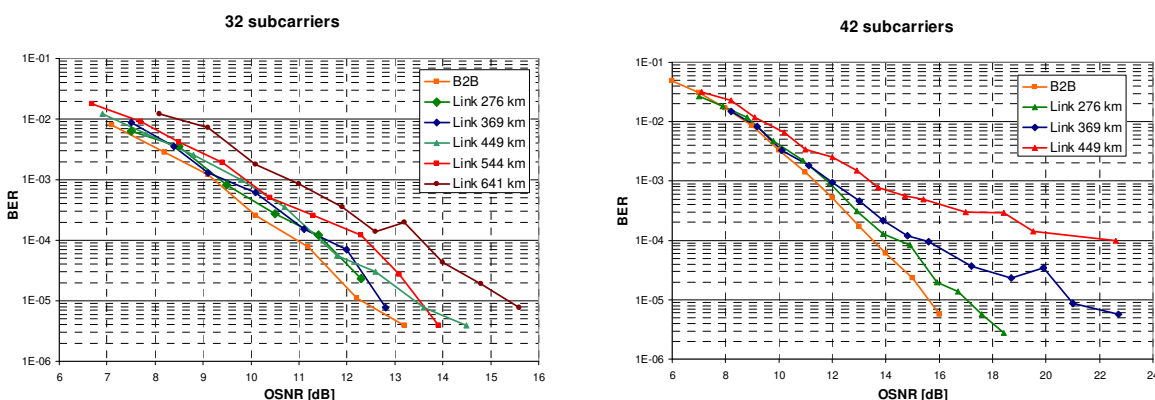 32 subcarriers
1E-01
1E-02
1E-03
1E-04
1E-05
1E-06
BER
6 7 8 9 10 11 12 13 14 15 16
OSNR [dB]
B2B
Link 276 km
Link 369 km
Link 449 km
Link 544 km
Link 641 km
42 subcarriers
1E-01
1E-02
1E-03
1E-04
1E-05
1E-06
BER
6 8 10 12 14 16 18 20 22 24
OSNR [dB]
B2B
Link 276 km
Link 369 km
Link 449 km